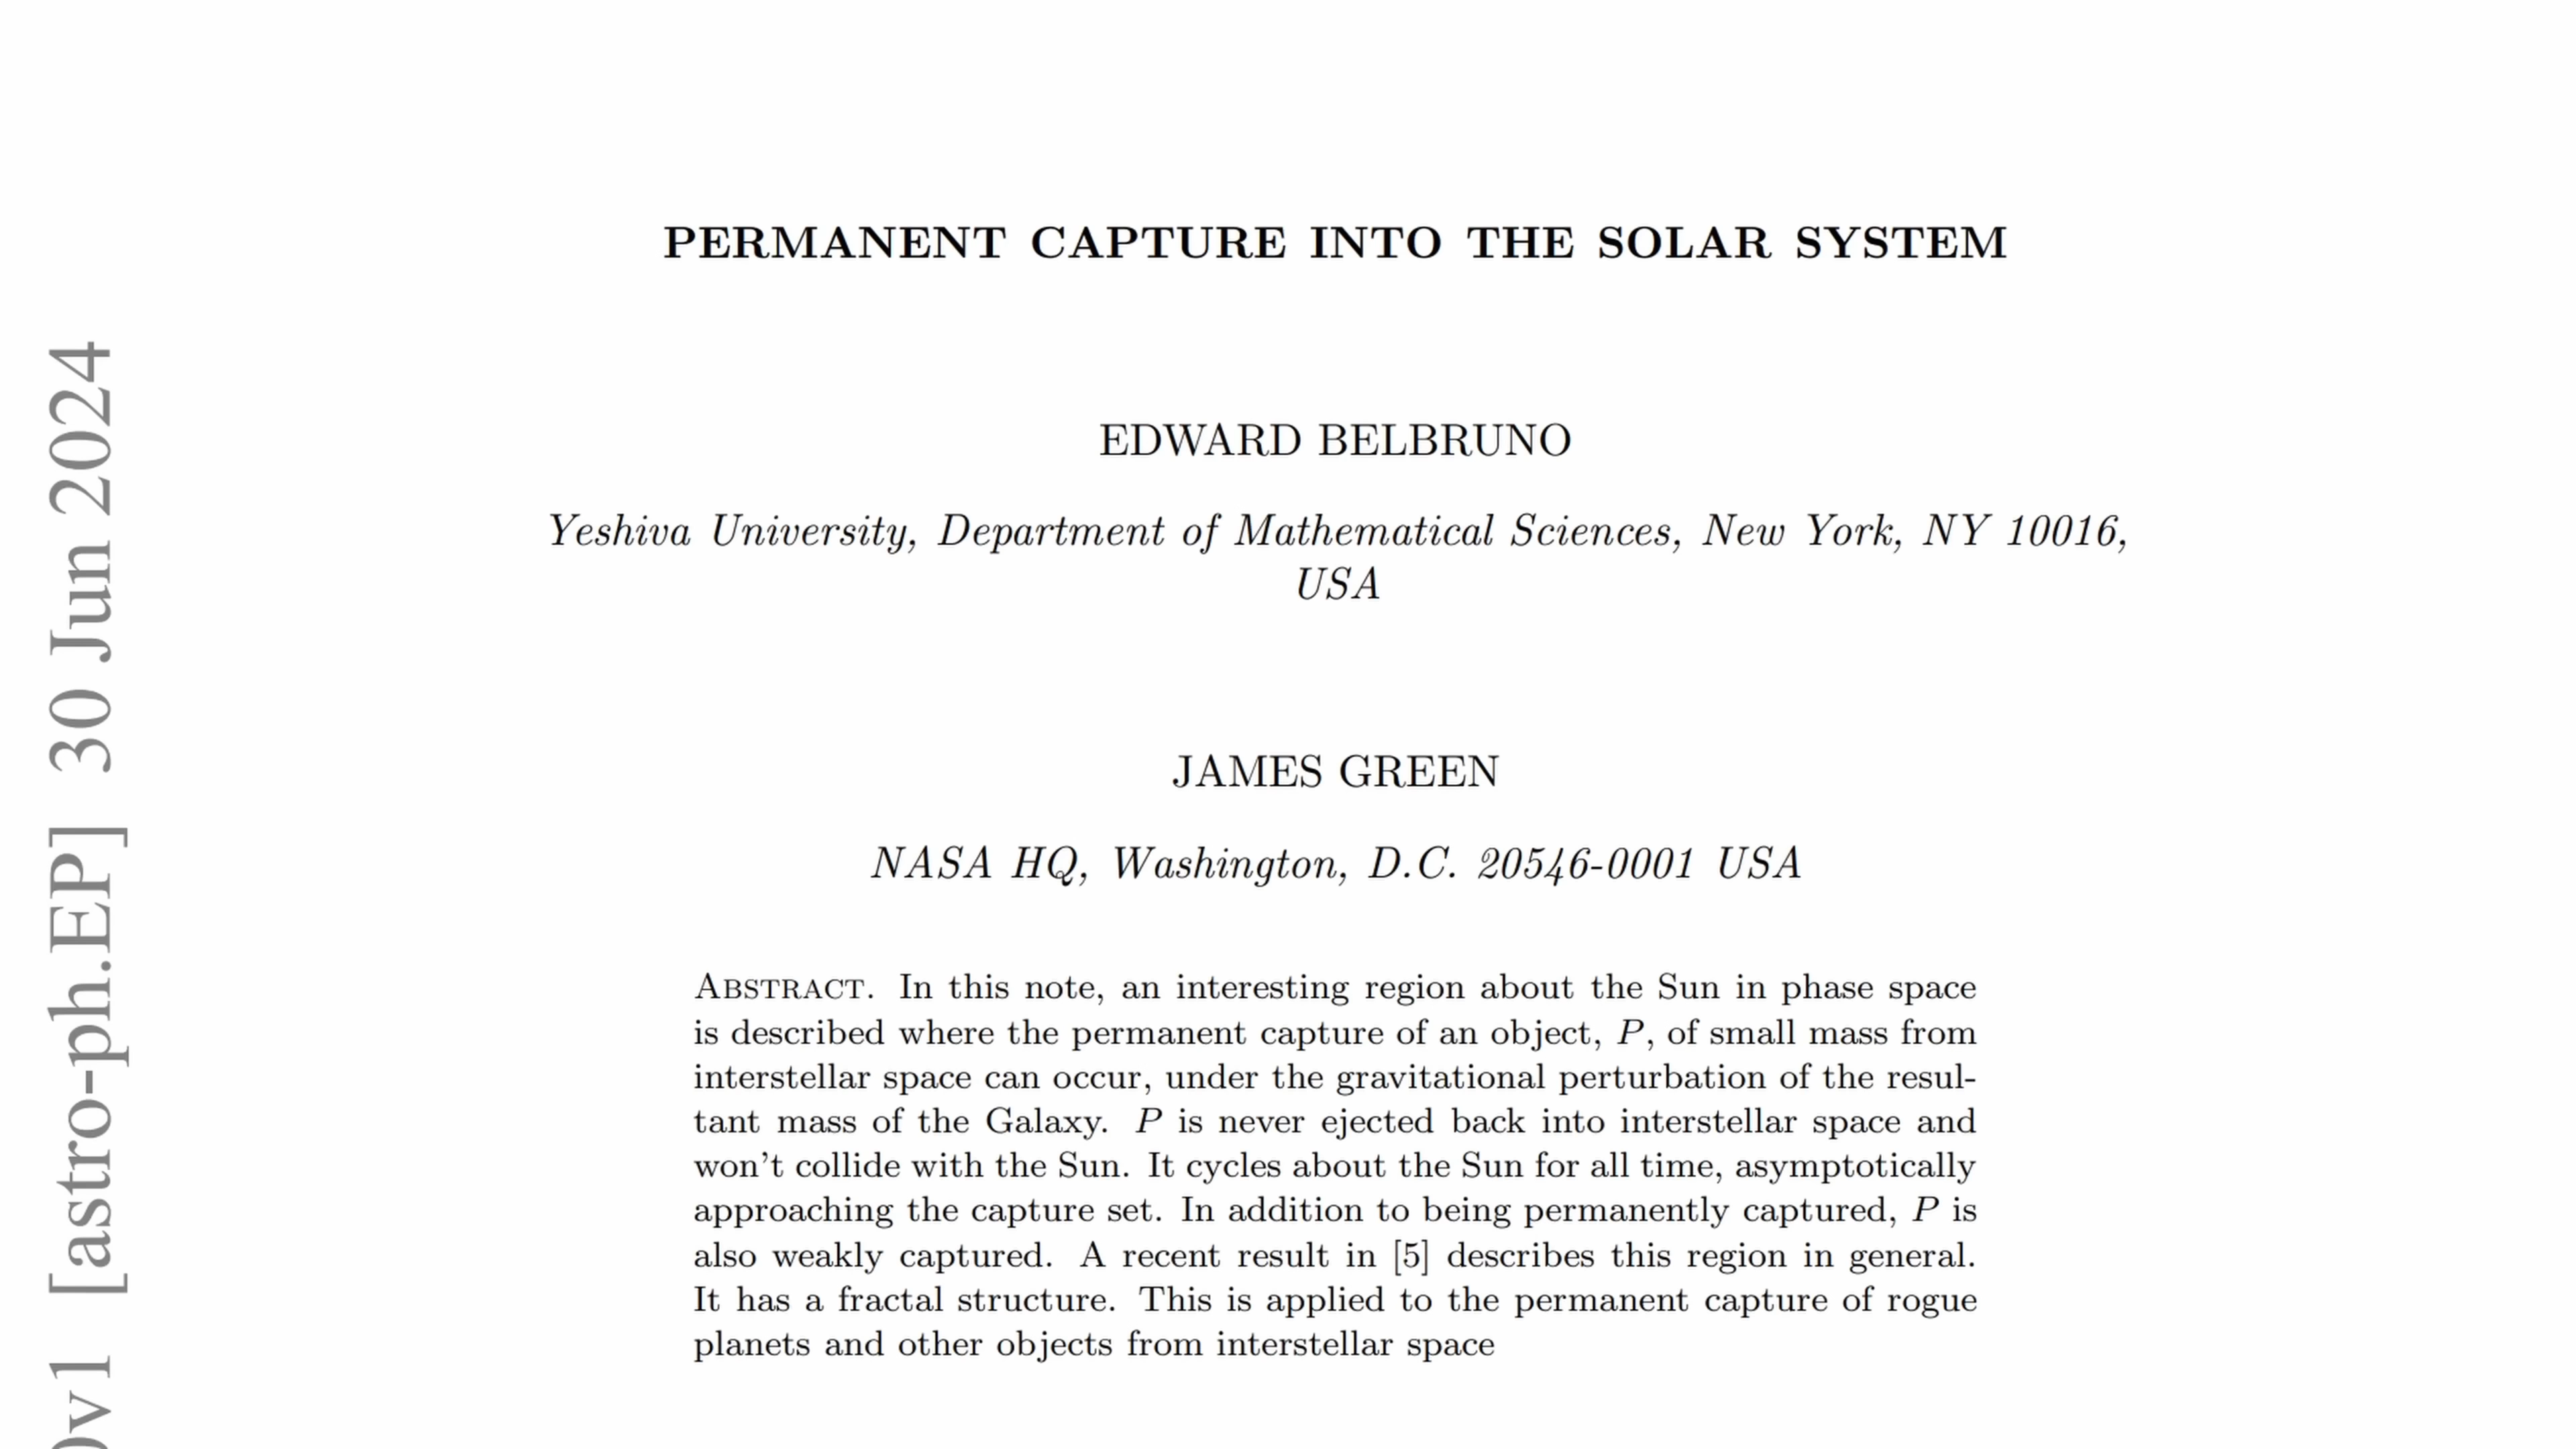 PERMANENT CAPTURE INTO THE SOLAR SYSTEM
EDWARD BELBRUNO
Yeshiva University, Department of Mathematical Sciences, New York, NY 10016,
USA
JAMES GREEN
NASA HQ, Washington, D.C. 20546-0001 USA
ABSTRACT. In this note, an interesting region about the Sun in phase space
is described where the permanent capture of an object, P, of small mass from
interstellar space can occur, under the gravitational perturbation of the resul-
tant mass of the Galaxy. P is never ejected back into interstellar space and
won't collide with the Sun. It cycles about the Sun for all time, asymptotically
approaching the capture set. In addition to being permanently captured, P is
also weakly captured. A recent result in [5] describes this region in general.
It has a fractal structure. This is applied to the permanent capture of rogue
planets and other objects from interstellar space
v1 [astro-ph.EP] 30 Jun 2024